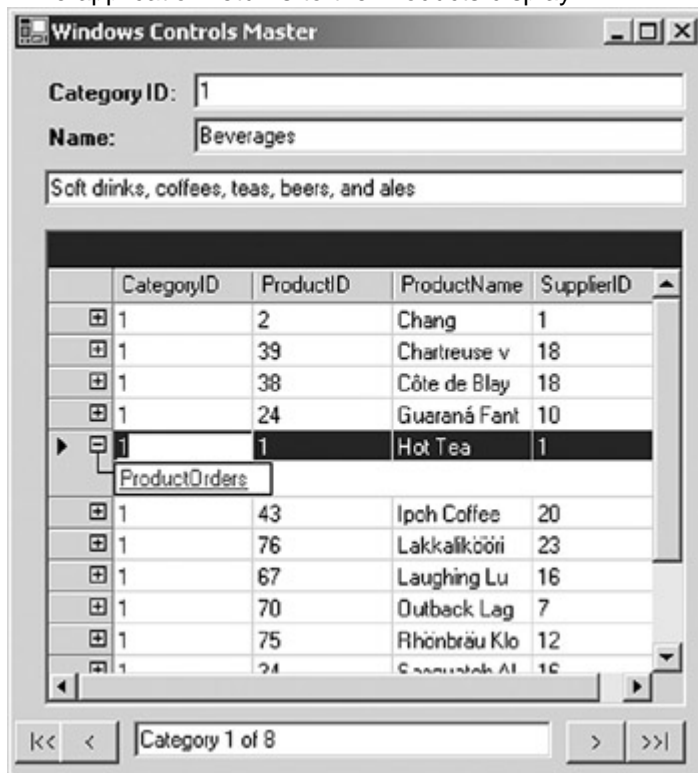 Windows Controls Master
Category ID: 1
Name: Beverages
Soft drinks, coffees, teas, beers, and ales
CategoryID ProductID ProductName SupplierID
1 2 Chang 1
1 39 Chartreuse v 18
1 38 Côte de Blay 18
1 24 Guaraná Fant 10
1 1 Hot Tea 1
ProductOrders
1 43 Ipoh Coffee 20
1 76 Lakkalikööri 23
1 67 Laughing Lu 16
1 70 Outback Lag 7
1 75 Rhönbräu Klo 12
1
|<< < Category 1 of 8 > >>|